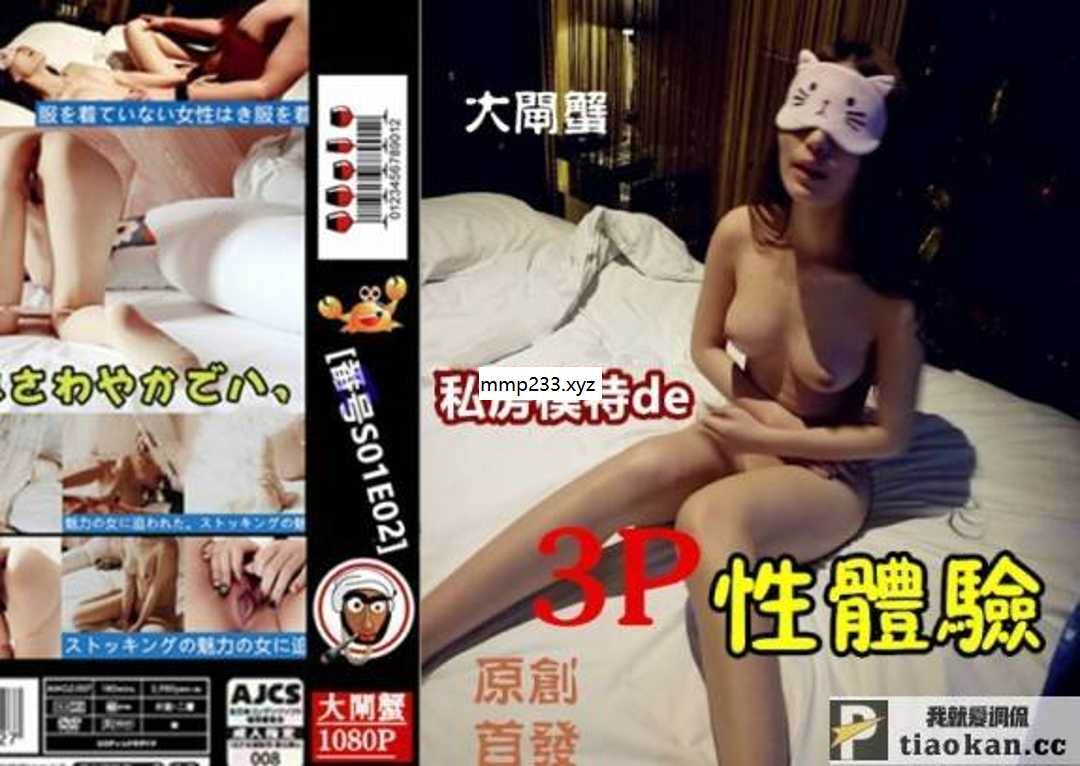 服を着ていない女性はき服を着
さわやかでハ，
魅力の女に追われた。ストッキングの魅
ストッキングの魅力の女に追
AJCS
008
0123456789012
[番号S01E02]
大閘蟹
1080P
大閘蟹
mmp233.xyz
私房模特de
3P
性體驗
原創
首發
P
我就爱调侃
tiaokan.cc